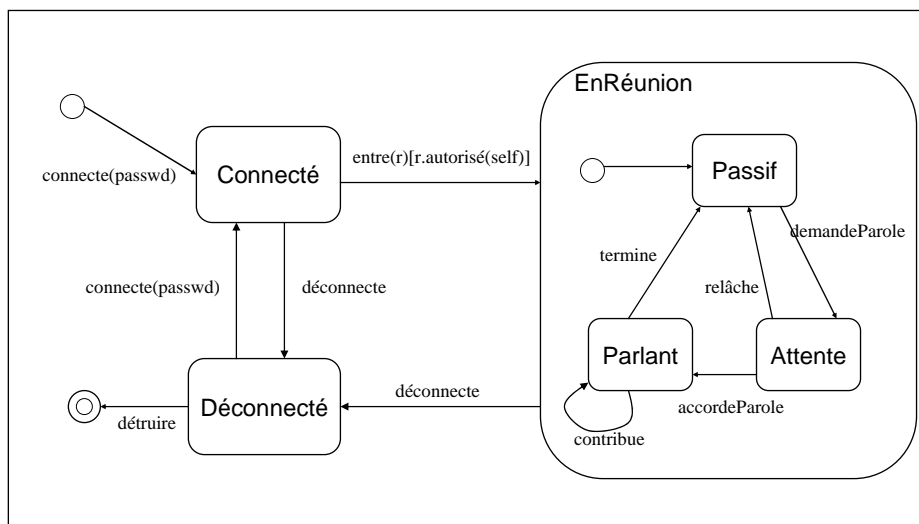 EnRéunion
connecte(passwd)
Connecté
entre(r)[r.autorisé(self)]
Passif
demandeParole
termine
relâche
connecte(passwd)
déconnecte
Parlant
Attente
accordeParole
contribue
déconnecte
Déconnecté
détruire